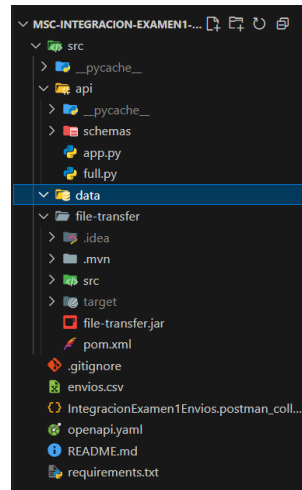 MSC-INTEGRACION-EXAMEN1-...
src
__pycache__
api
__pycache__
schemas
app.py
full.py
data
file-transfer
.idea
.mvn
src
target
file-transfer.jar
pom.xml
.gitignore
envios.csv
IntegracionExamen1Envios.postman_coll...
openapi.yaml
README.md
requirements.txt